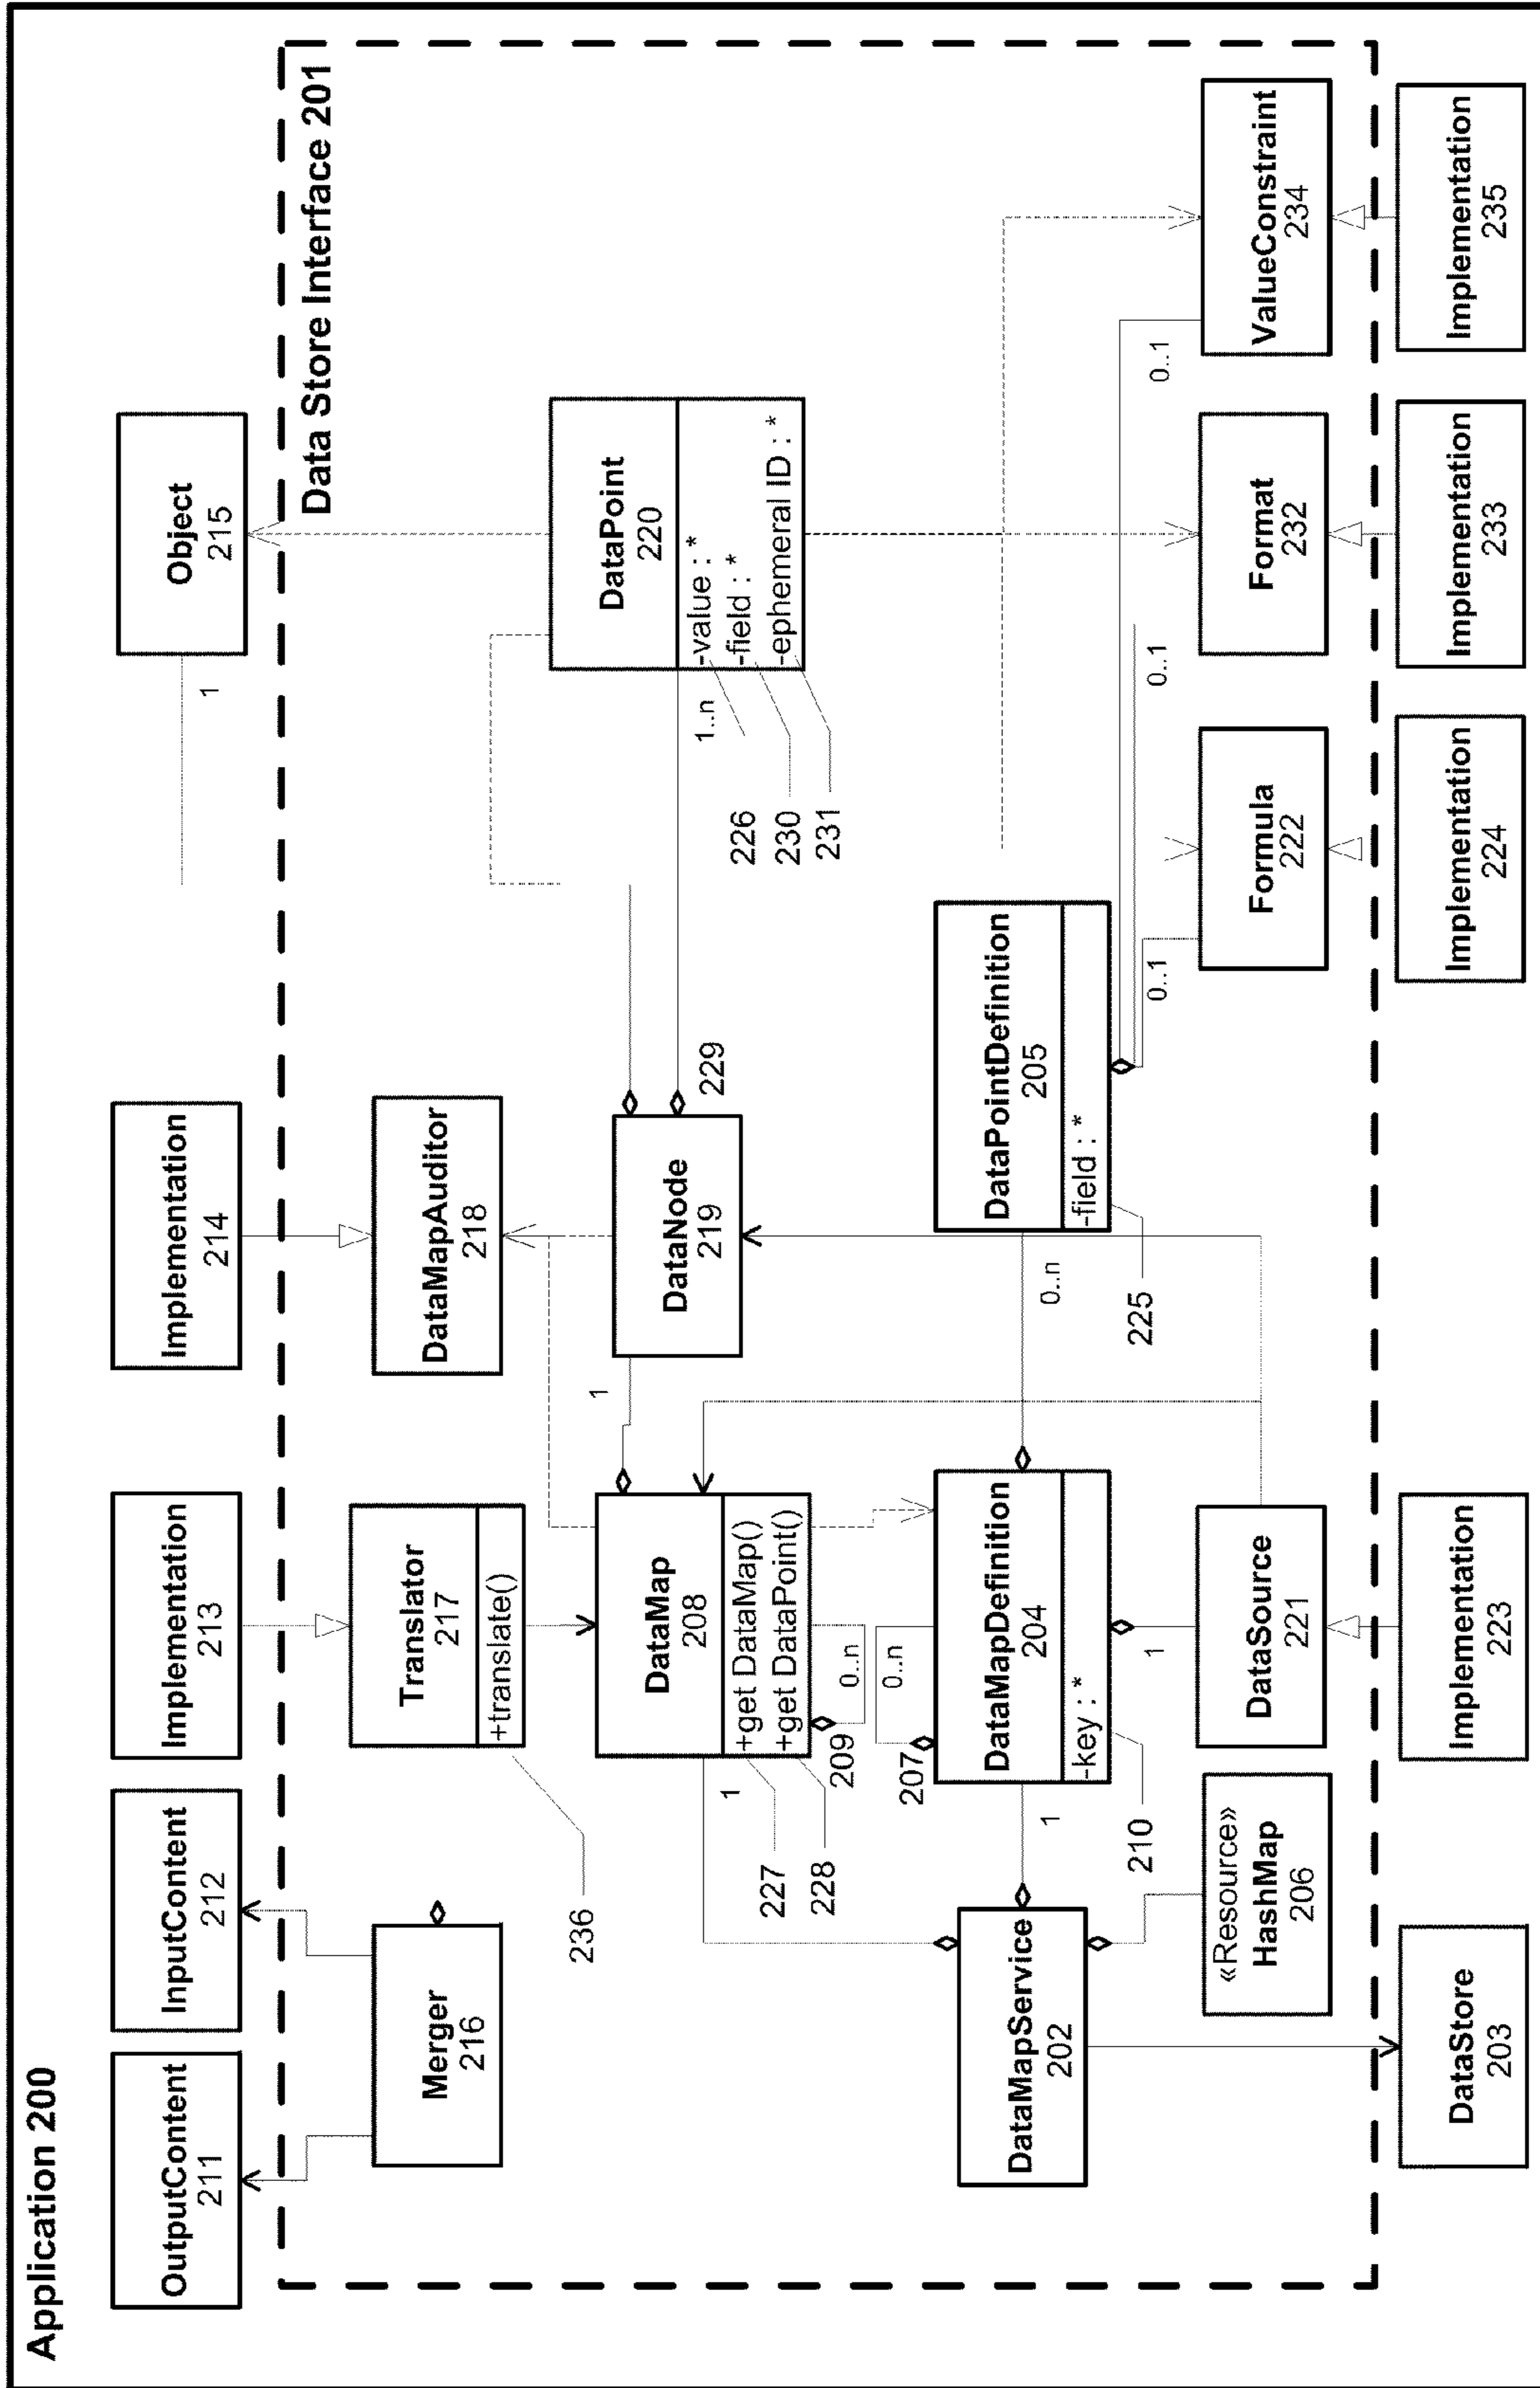 Application 200
OutputContent
211
InputContent
212
Implementation
213
Implementation
214
Object
215
1
Data Store Interface 201
Merger
216
Translator
217
+translate()
236
DataMapAuditor
218
DataMap
208
+get DataMap()
+get DataPoint()
1
227
228
209
0..n
1
DataNode
219
229
DataPoint
220
-value : *
-field : *
-ephemeral ID : *
1..n
226
230
231
DataMapService
202
1
207
0..n
DataMapDefinition
204
-key : *
210
0..n
DataPointDefinition
205
-field : *
225
0..1
0..1
0..1
«Resource»
HashMap
206
1
DataSource
221
Formula
222
Format
232
ValueConstraint
234
DataStore
203
Implementation
223
Implementation
224
Implementation
233
Implementation
235